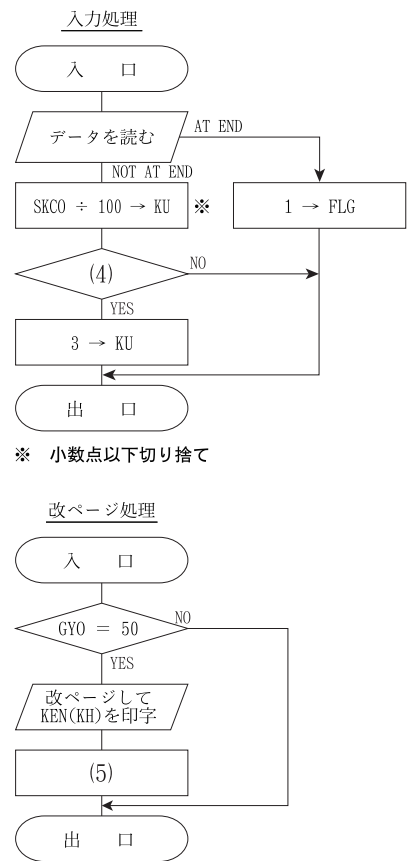 入力処理
入　口
データを読む
AT END
NOT AT END
SKCO ÷ 100 → KU ※
1 → FLG
(4)
NO
YES
3 → KU
出　口
※　小数点以下切り捨て
改ページ処理
入　口
GYO = 50
NO
YES
改ページして
KEN(KH)を印字
(5)
出　口